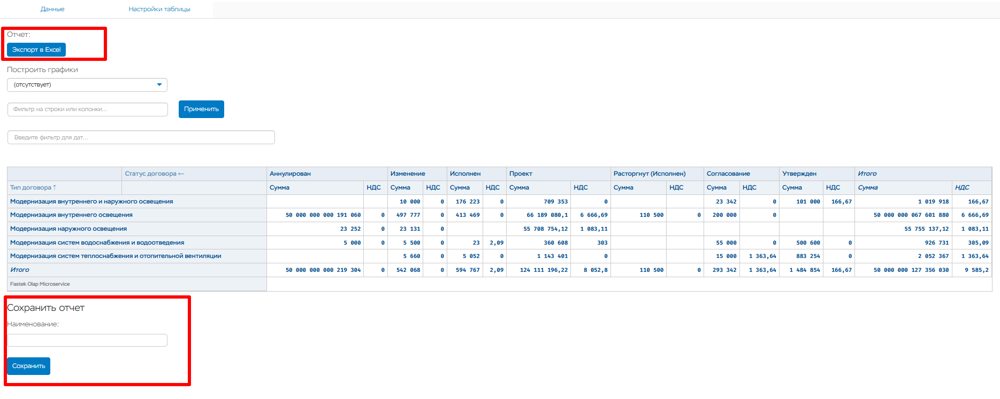 Данные Настройки таблицы
Отчет:
Экспорт в Excel
Построить графики
(отсутствует)
Фильтр на строки или колонки... Применить
Введите фильтр для дат...
Статус договора ← Аннулирован Изменение Исполнен Проект Расторгнут (Исполнен) Согласование Утвержден Итого
Тип договора ↑ Сумма НДС Сумма НДС Сумма НДС Сумма НДС Сумма НДС Сумма НДС Сумма НДС Сумма НДС
Модернизация внутреннего и наружного освещения 10 000 0 176 223 0 709 353 0 23 342 0 101 000 166,67 1 019 918 166,67
Модернизация внутреннего освещения 50 000 000 000 191 060 0 497 777 0 413 469 0 66 189 080,1 6 666,69 110 500 0 200 000 0 50 000 000 067 601 880 6 666,69
Модернизация наружного освещения 23 252 0 23 131 0 55 708 754,12 1 083,11 55 755 137,12 1 083,11
Модернизация систем водоснабжения и водоотведения 5 000 0 5 500 0 23 2,09 360 608 303 55 000 0 500 600 0 926 731 305,09
Модернизация систем теплоснабжения и отопительной вентиляции 5 660 0 5 052 0 1 143 401 0 15 000 1 363,64 883 254 0 2 052 367 1 363,64
Итого 50 000 000 000 219 304 0 542 068 0 594 767 2,09 124 111 196,22 8 052,8 110 500 0 293 342 1 363,64 1 484 854 166,67 50 000 000 127 356 030 9 585,2
Fastek Olap Microservice
Сохранить отчет
Наименование:
Сохранить